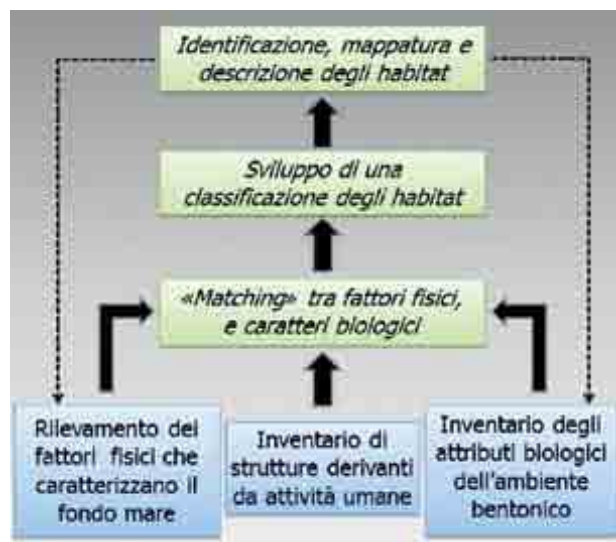 Identificazione, mappatura e
descrizione degli habitat
Sviluppo di una
classificazione degli habitat
«Matching» tra fattori fisici,
e caratteri biologici
Rilevamento dei
fattori fisici che
caratterizzano il
fondo mare
Inventario di
strutture derivanti
da attività umane
Inventario degli
attributi biologici
dell'ambiente
bentonico